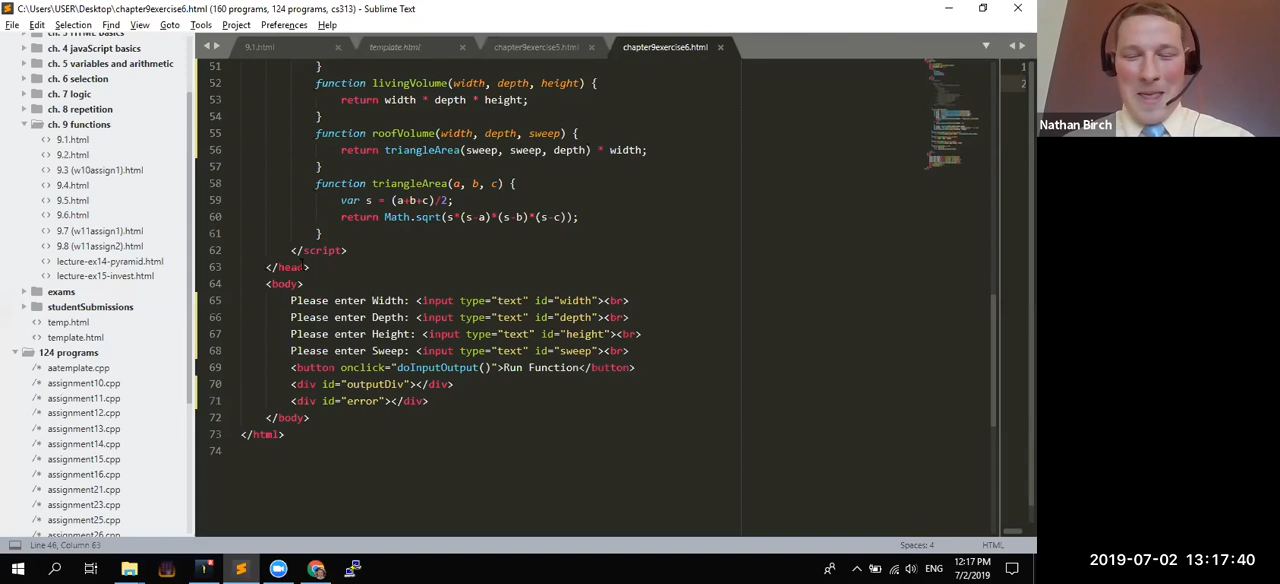 C:\Users\USER\Desktop\chapter9exercise6.html (160 programs, 124 programs, cs313) - Sublime Text
File Edit Selection Find View Goto Tools Project Preferences Help
9.1.html template.html chapter9exercise5.html chapter9exercise6.html
ch. 4 javaScript basics
ch. 5 variables and arithmetic
ch. 6 selection
ch. 7 logic
ch. 8 repetition
ch. 9 functions
9.1.html
9.2.html
9.3 (w10assign1).html
9.4.html
9.5.html
9.6.html
9.7 (w11assign1).html
9.8 (w11assign2).html
lecture-ex14-pyramid.html
lecture-ex15-invest.html
exams
studentSubmissions
temp.html
template.html
124 programs
aatemplate.cpp
assignment10.cpp
assignment11.cpp
assignment12.cpp
assignment13.cpp
assignment14.cpp
assignment15.cpp
assignment16.cpp
assignment21.cpp
assignment23.cpp
assignment25.cpp
assignment26.cpp
51 }
52 function livingVolume(width, depth, height) {
53 return width * depth * height;
54 }
55 function roofVolume(width, depth, sweep) {
56 return triangleArea(sweep, sweep, depth) * width;
57 }
58 function triangleArea(a, b, c) {
59 var s = (a+b+c)/2;
60 return Math.sqrt(s*(s-a)*(s-b)*(s-c));
61 }
62 </script>
63 </head>
64 <body>
65 Please enter Width: <input type="text" id="width"><br>
66 Please enter Depth: <input type="text" id="depth"><br>
67 Please enter Height: <input type="text" id="height"><br>
68 Please enter Sweep: <input type="text" id="sweep"><br>
69 <button onclick="doInputOutput()">Run Function</button>
70 <div id="outputDiv"></div>
71 <div id="error"></div>
72 </body>
73 </html>
74
1
2
Nathan Birch
Line 46, Column 63
Spaces: 4
HTML
ENG
12:17 PM
7/2/2019
2019-07-02 13:17:40